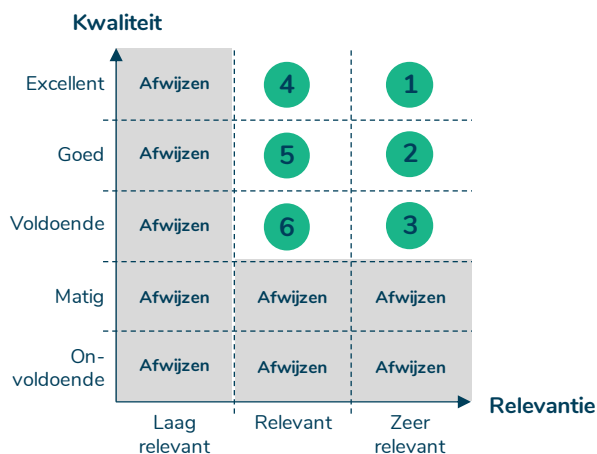 Kwaliteit
Excellent Afwijzen 4 1
Goed Afwijzen 5 2
Voldoende Afwijzen 6 3
Matig Afwijzen Afwijzen Afwijzen
On-
voldoende Afwijzen Afwijzen Afwijzen
Relevantie
Laag
relevant
Relevant
Zeer
relevant